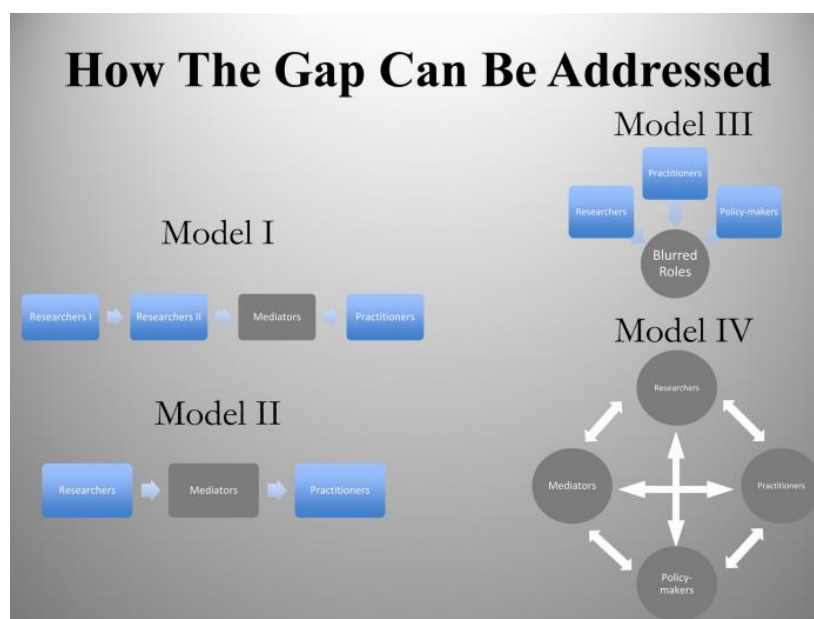 How The Gap Can Be Addressed
Model I
Researchers I
Researchers II
Mediators
Practitioners
Model II
Researchers
Mediators
Practitioners
Model III
Researchers
Practitioners
Policy-makers
Blurred
Roles
Model IV
Researchers
Mediators
Practitioners
Policy-
makers